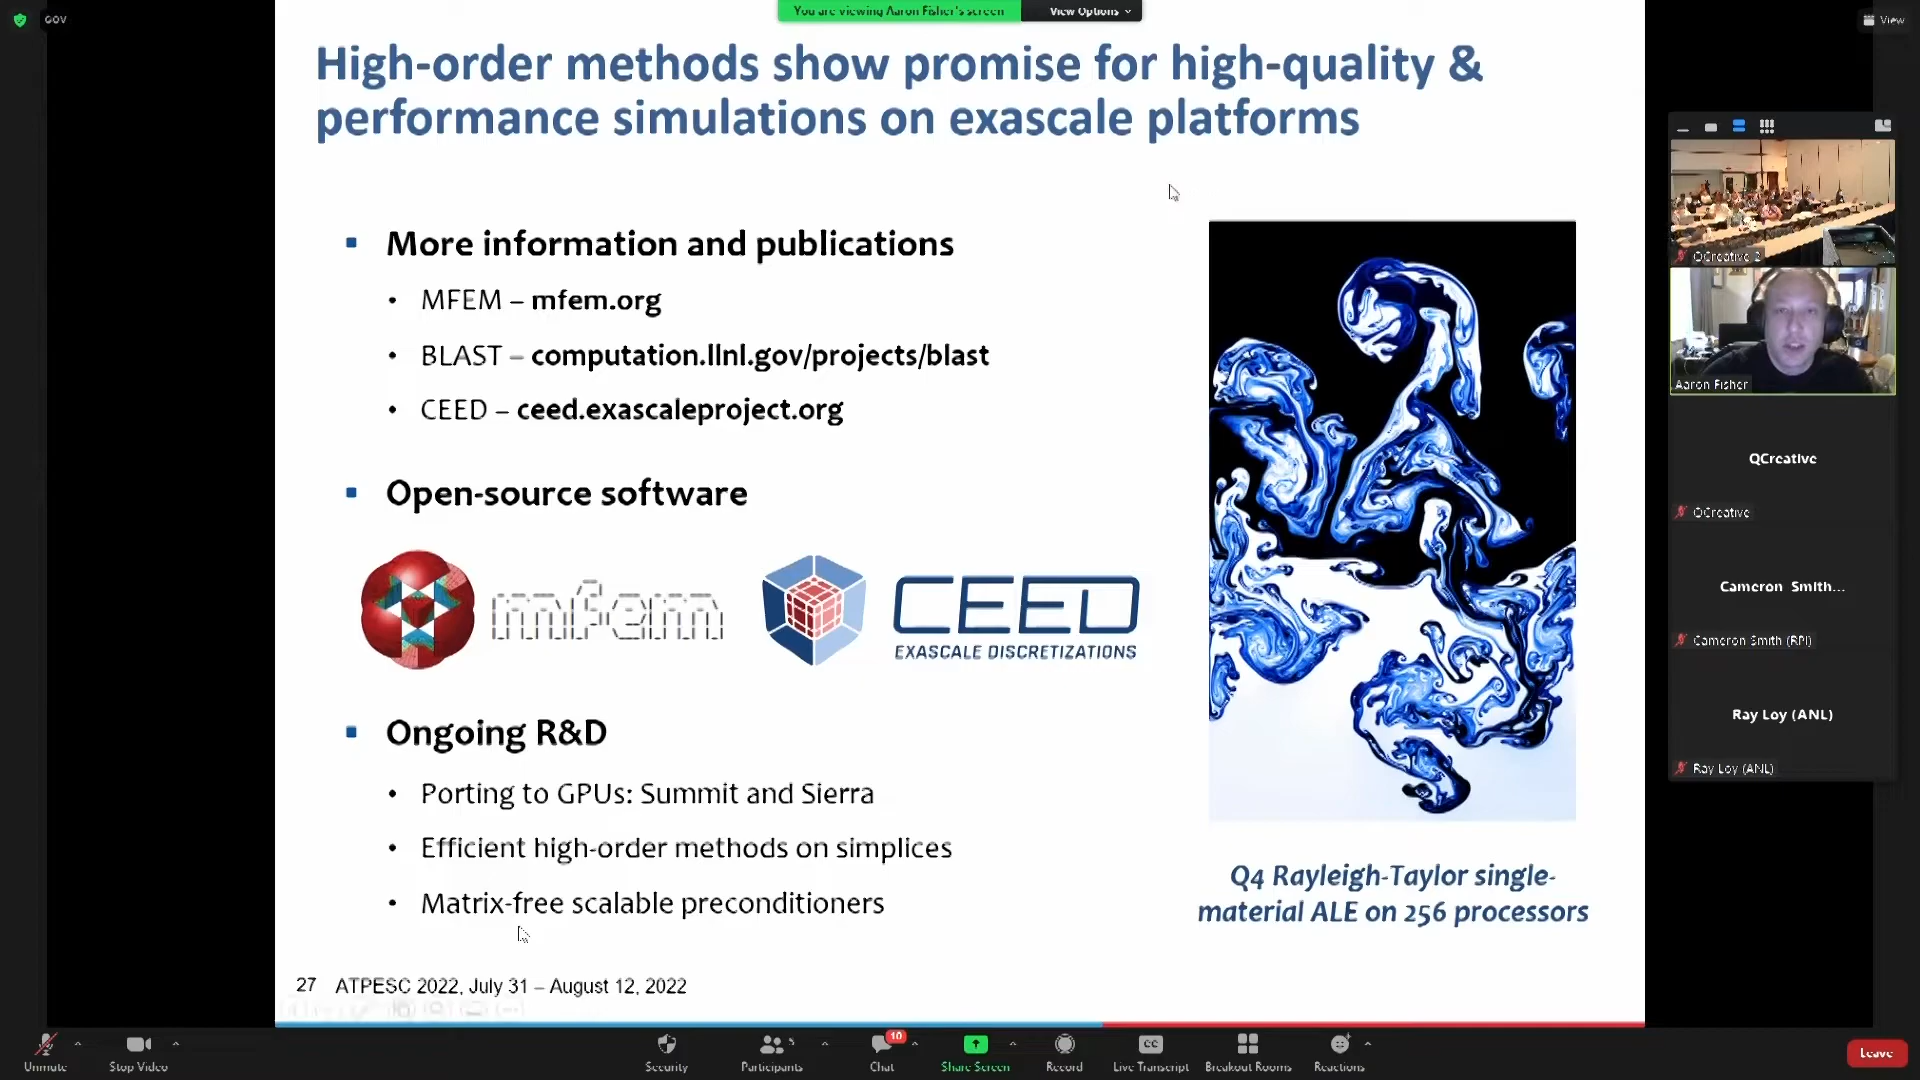 GOV
You are viewing Aaron Fisher's screen
View Options
View
High-order methods show promise for high-quality &
performance simulations on exascale platforms
More information and publications
MFEM – mfem.org
BLAST – computation.llnl.gov/projects/blast
CEED – ceed.exascaleproject.org
Open-source software
mfem
CEED
EXASCALE DISCRETIZATIONS
Ongoing R&D
Porting to GPUs: Summit and Sierra
Efficient high-order methods on simplices
Matrix-free scalable preconditioners
Q4 Rayleigh-Taylor single-
material ALE on 256 processors
27 ATPESC 2022, July 31 – August 12, 2022
QCreative 2
Aaron Fisher
QCreative
QCreative
Cameron Smith...
Cameron Smith (RPI)
Ray Loy (ANL)
Ray Loy (ANL)
Unmute
Stop Video
Security
Participants
10
Chat
Share Screen
Record
CC
Live Transcript
Breakout Rooms
Reactions
Leave